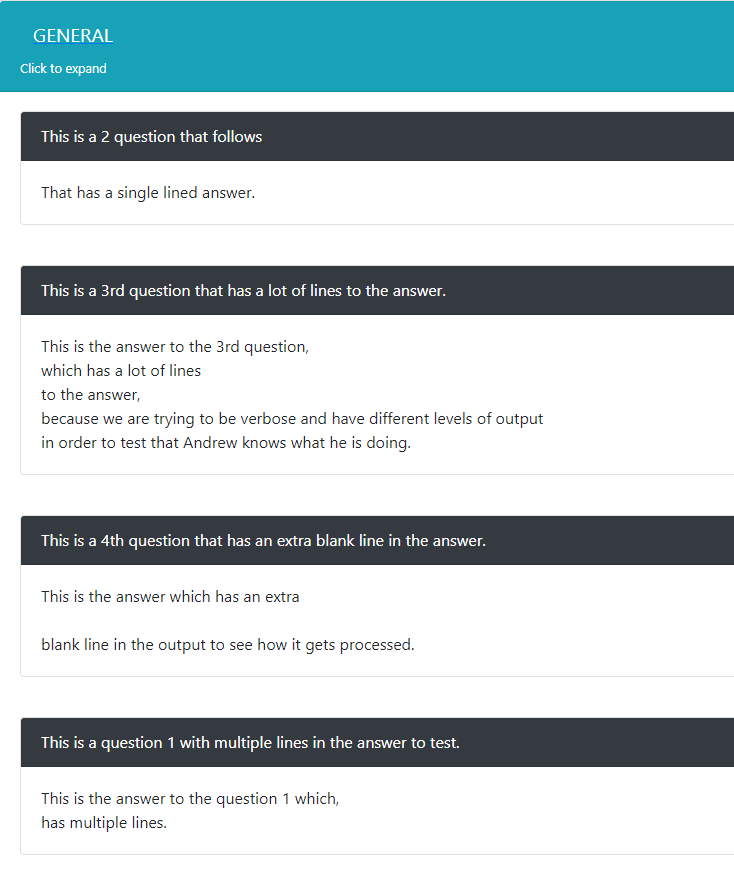 GENERAL
Click to expand
This is a 2 question that follows
That has a single lined answer.
This is a 3rd question that has a lot of lines to the answer.
This is the answer to the 3rd question,
which has a lot of lines
to the answer,
because we are trying to be verbose and have different levels of output
in order to test that Andrew knows what he is doing.
This is a 4th question that has an extra blank line in the answer.
This is the answer which has an extra
blank line in the output to see how it gets processed.
This is a question 1 with multiple lines in the answer to test.
This is the answer to the question 1 which,
has multiple lines.